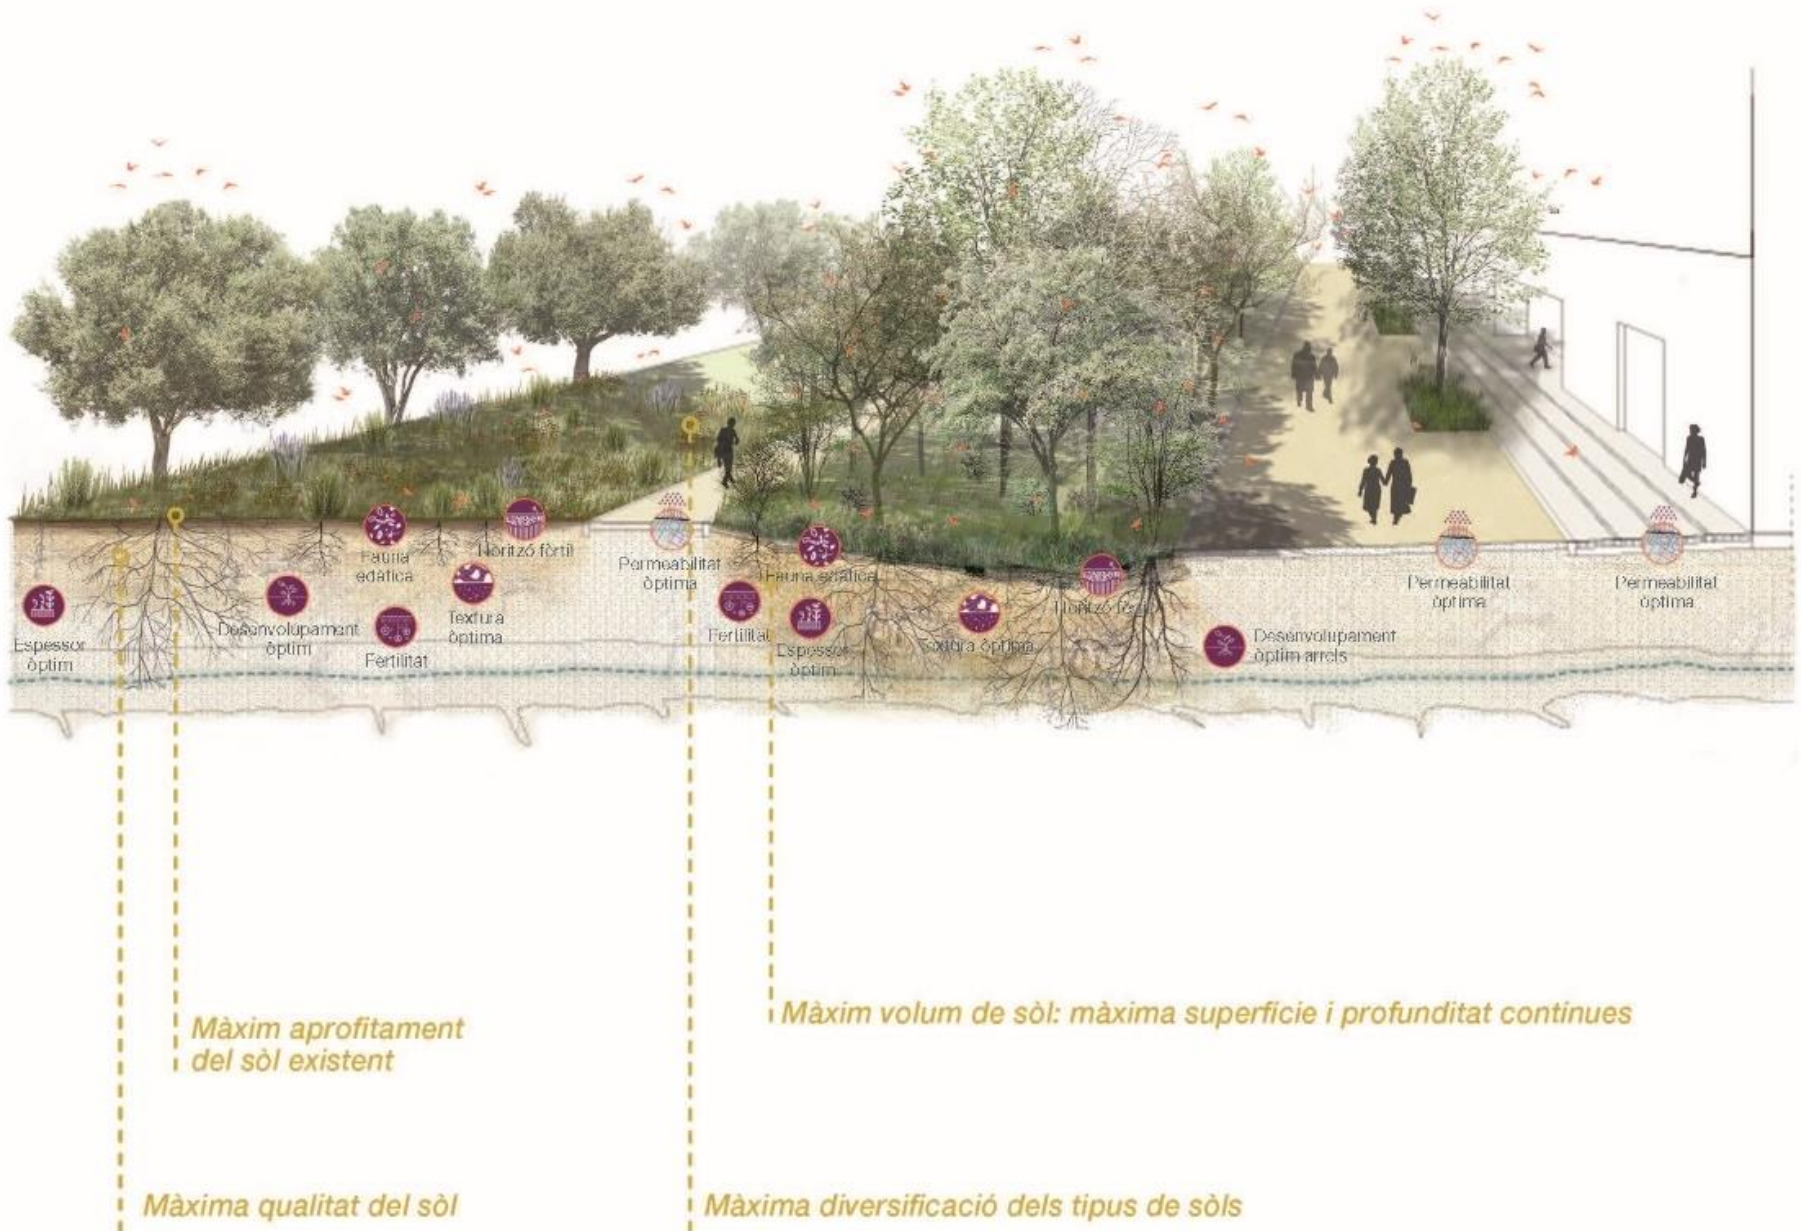 Fauna
edàfica
Horitzó fèrtil
Permeabilitat
òptima
Fauna edàfica
Horitzó fèrtil
Permeabilitat
òptima
Permeabilitat
òptima
Espessor
òptim
Desenvolupament
òptim
Fertilitat
Textura
òptima
Fertilitat
Espessor
òptim
Textura òptima
Desenvolupament
òptim arrels
Màxim aprofitament
del sòl existent
Màxim volum de sòl: màxima superfície i profunditat contínues
Màxima qualitat del sòl
Màxima diversificació dels tipus de sòls